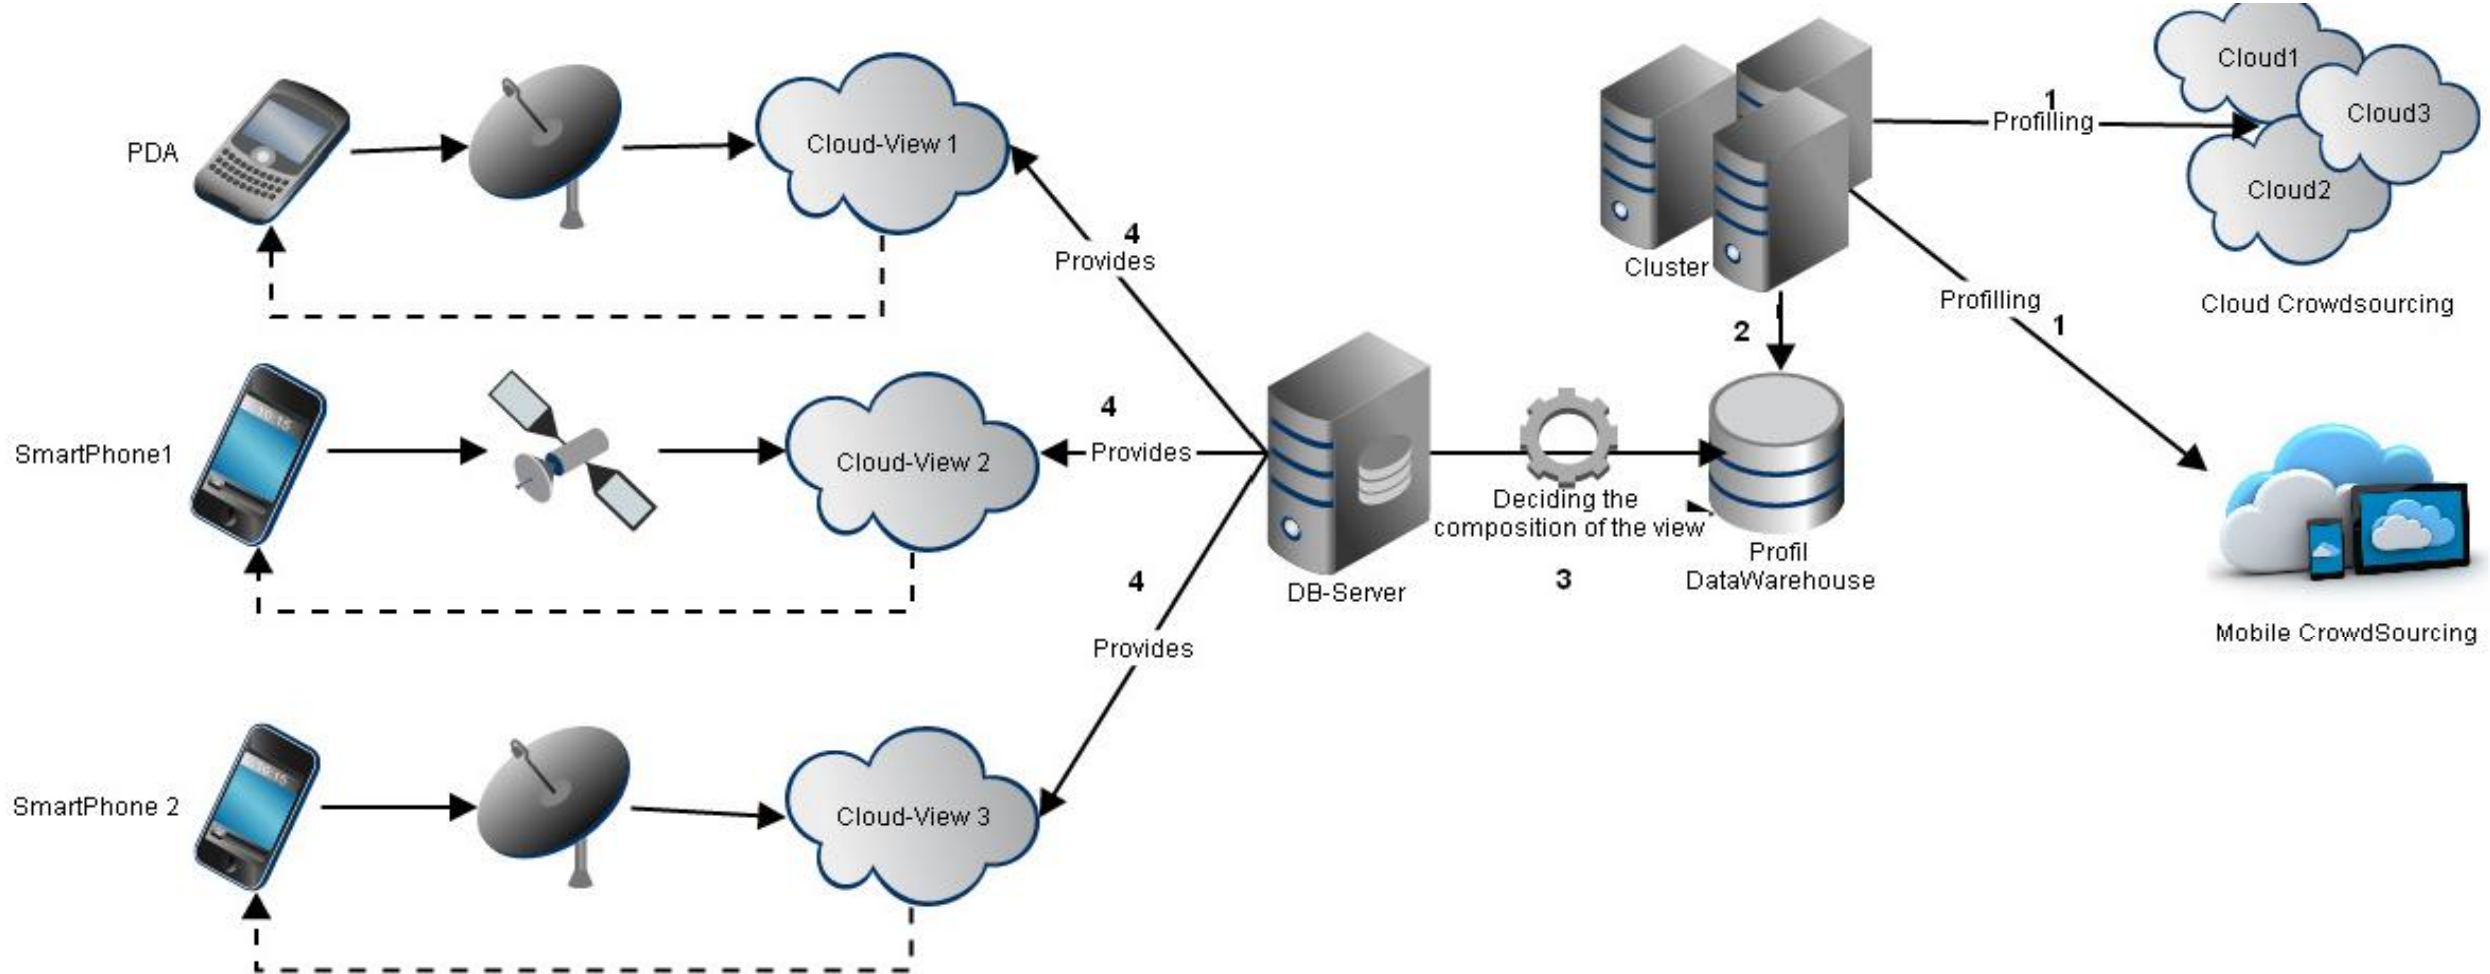 PDA
Cloud-View 1
4
Provides
SmartPhone1
10:15
Cloud-View 2
4
Provides
SmartPhone 2
Cloud-View 3
4
Provides
DB-Server
Deciding the
composition of the view
3
Profil
DataWarehouse
2
Cluster
1
Profilling
Cloud1
Cloud3
Cloud2
Cloud Crowdsourcing
Profilling
1
Mobile CrowdSourcing